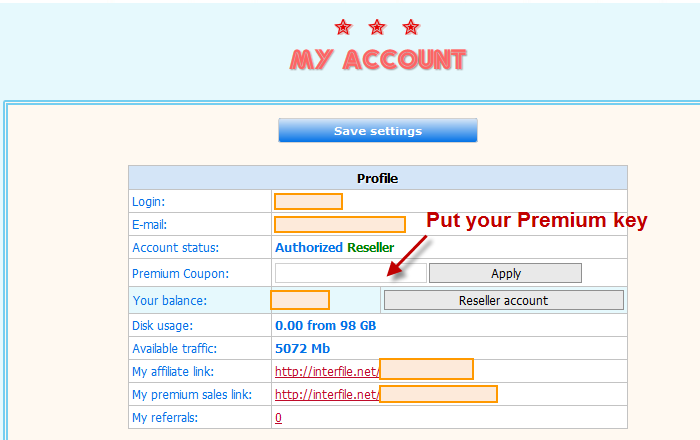 MY ACCOUNT
Save settings
Profile
Login:
E-mail:
Put your Premium key
Account status: Authorized Reseller
Premium Coupon: Apply
Your balance: Reseller account
Disk usage: 0.00 from 98 GB
Available traffic: 5072 Mb
My affiliate link: http://interfile.net/
My premium sales link: http://interfile.net/
My referrals: 0